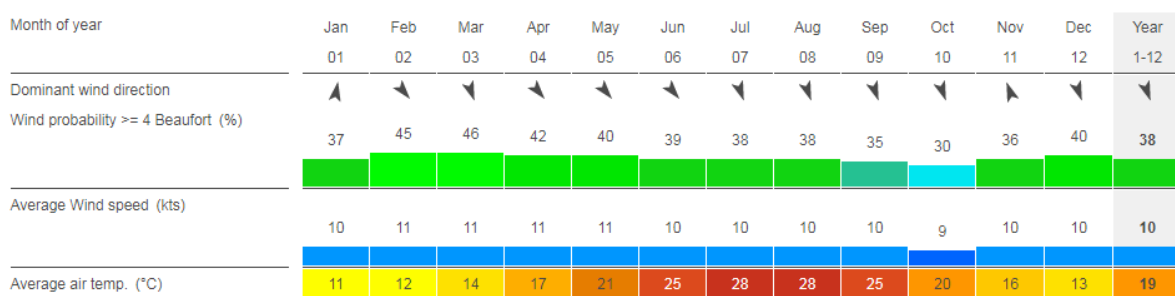 Month of year Jan Feb Mar Apr May Jun Jul Aug Sep Oct Nov Dec Year
01 02 03 04 05 06 07 08 09 10 11 12 1-12
Dominant wind direction
Wind probability >= 4 Beaufort (%)
37 45 46 42 40 39 38 38 35 30 36 40 38
Average Wind speed (kts)
10 11 11 11 11 10 10 10 10 9 10 10 10
Average air temp. (°C) 11 12 14 17 21 25 28 28 25 20 16 13 19